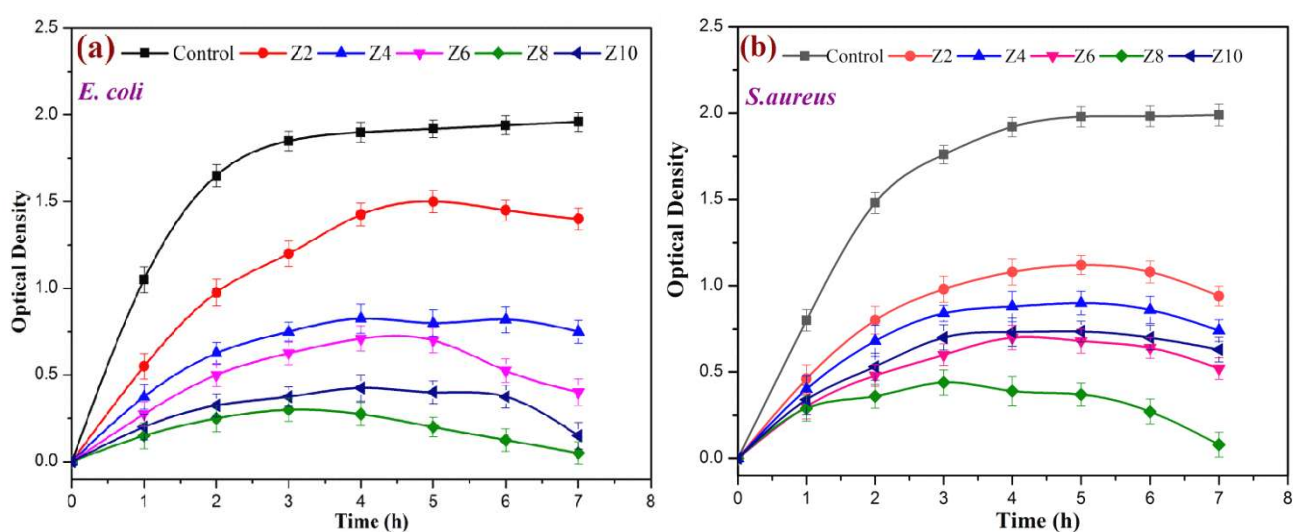 (a)
Control Z2 Z4 Z6 Z8 Z10
E. coli
Optical Density
2.5
2.0
1.5
1.0
0.5
0.0
0 1 2 3 4 5 6 7 8
Time (h)
(b)
Control Z2 Z4 Z6 Z8 Z10
S.aureus
Optical Density
2.5
2.0
1.5
1.0
0.5
0.0
0 1 2 3 4 5 6 7 8
Time (h)